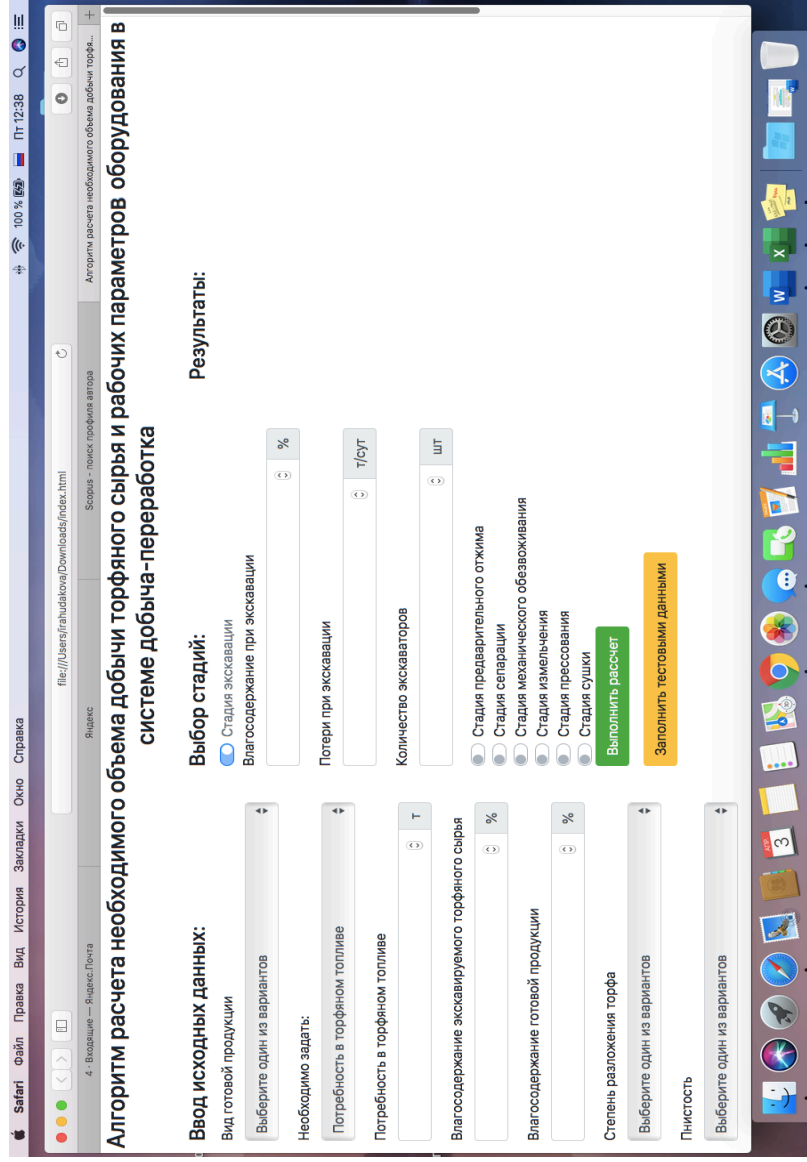 Safari Файл Правка Вид История Закладки Окно Справка 100 % Пт 12:38
file:///Users/irahudakova/Downloads/index.html
4 · Входящие — Яндекс.Почта Яндекс Scopus - поиск профиля автора Алгоритм расчета необходимого объема добычи торфя... +
Алгоритм расчета необходимого объема добычи торфяного сырья и рабочих параметров оборудования в
системе добыча-переработка
Ввод исходных данных:
Вид готовой продукции
Выберите один из вариантов
Необходимо задать:
Потребность в торфяном топливе
Потребность в торфяном топливе
т
Влагосодержание экскавируемого торфяного сырья
%
Влагосодержание готовой продукции
%
Степень разложения торфа
Выберите один из вариантов
Пнистость
Выберите один из вариантов
Выбор стадий:
Стадия экскавации
Влагосодержание при экскавации
%
Потери при экскавации
т/сут
Количество экскаваторов
шт
Стадия предварительного отжима
Стадия сепарации
Стадия механического обезвоживания
Стадия измельчения
Стадия прессования
Стадия сушки
Выполнить рассчет
Заполнить тестовыми данными
Результаты:
АПР
3
W
X